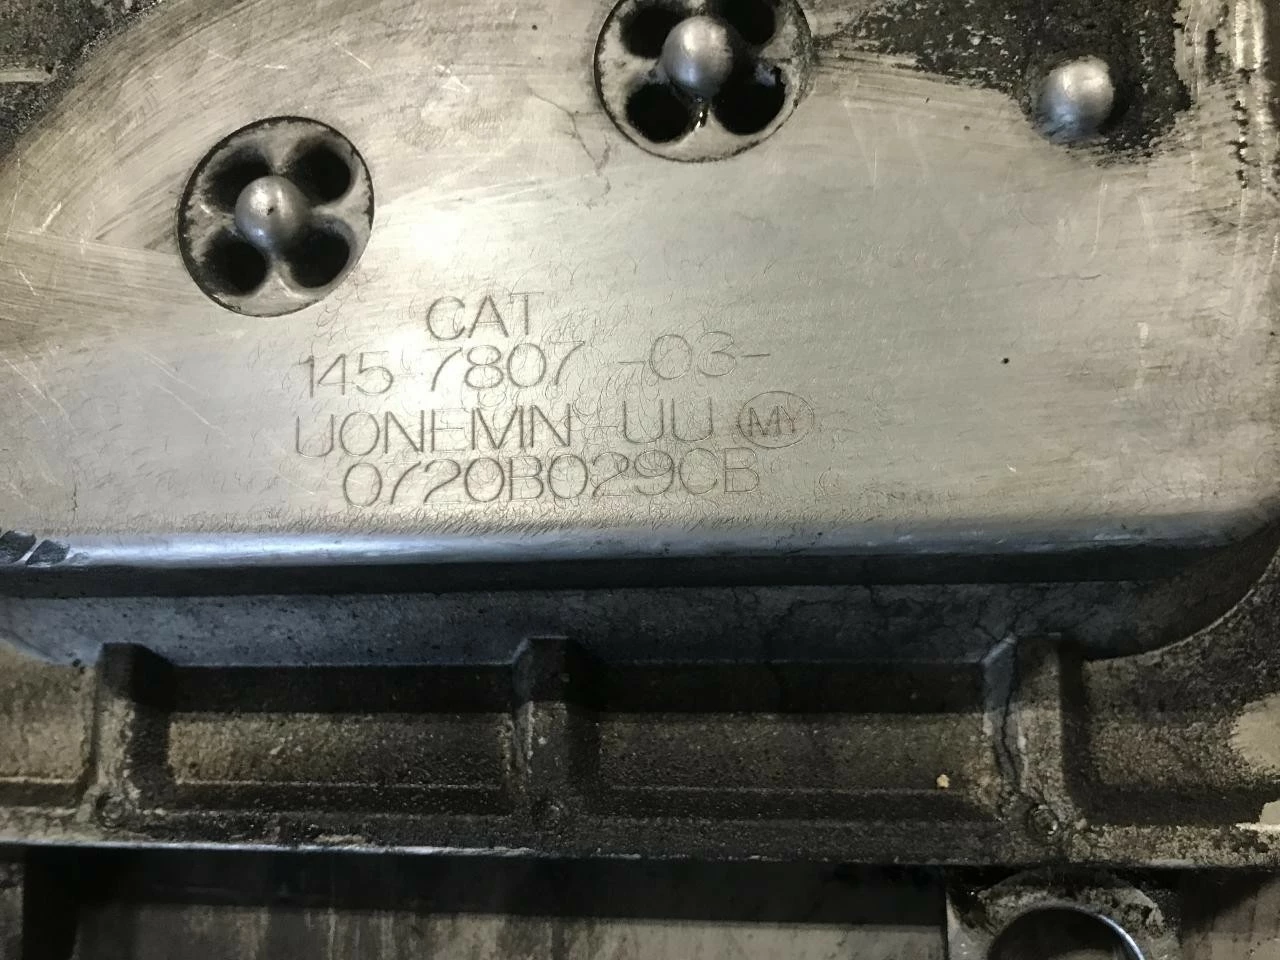 CAT
145 7807 -03-
UONEMN UU MY
0720B029CB